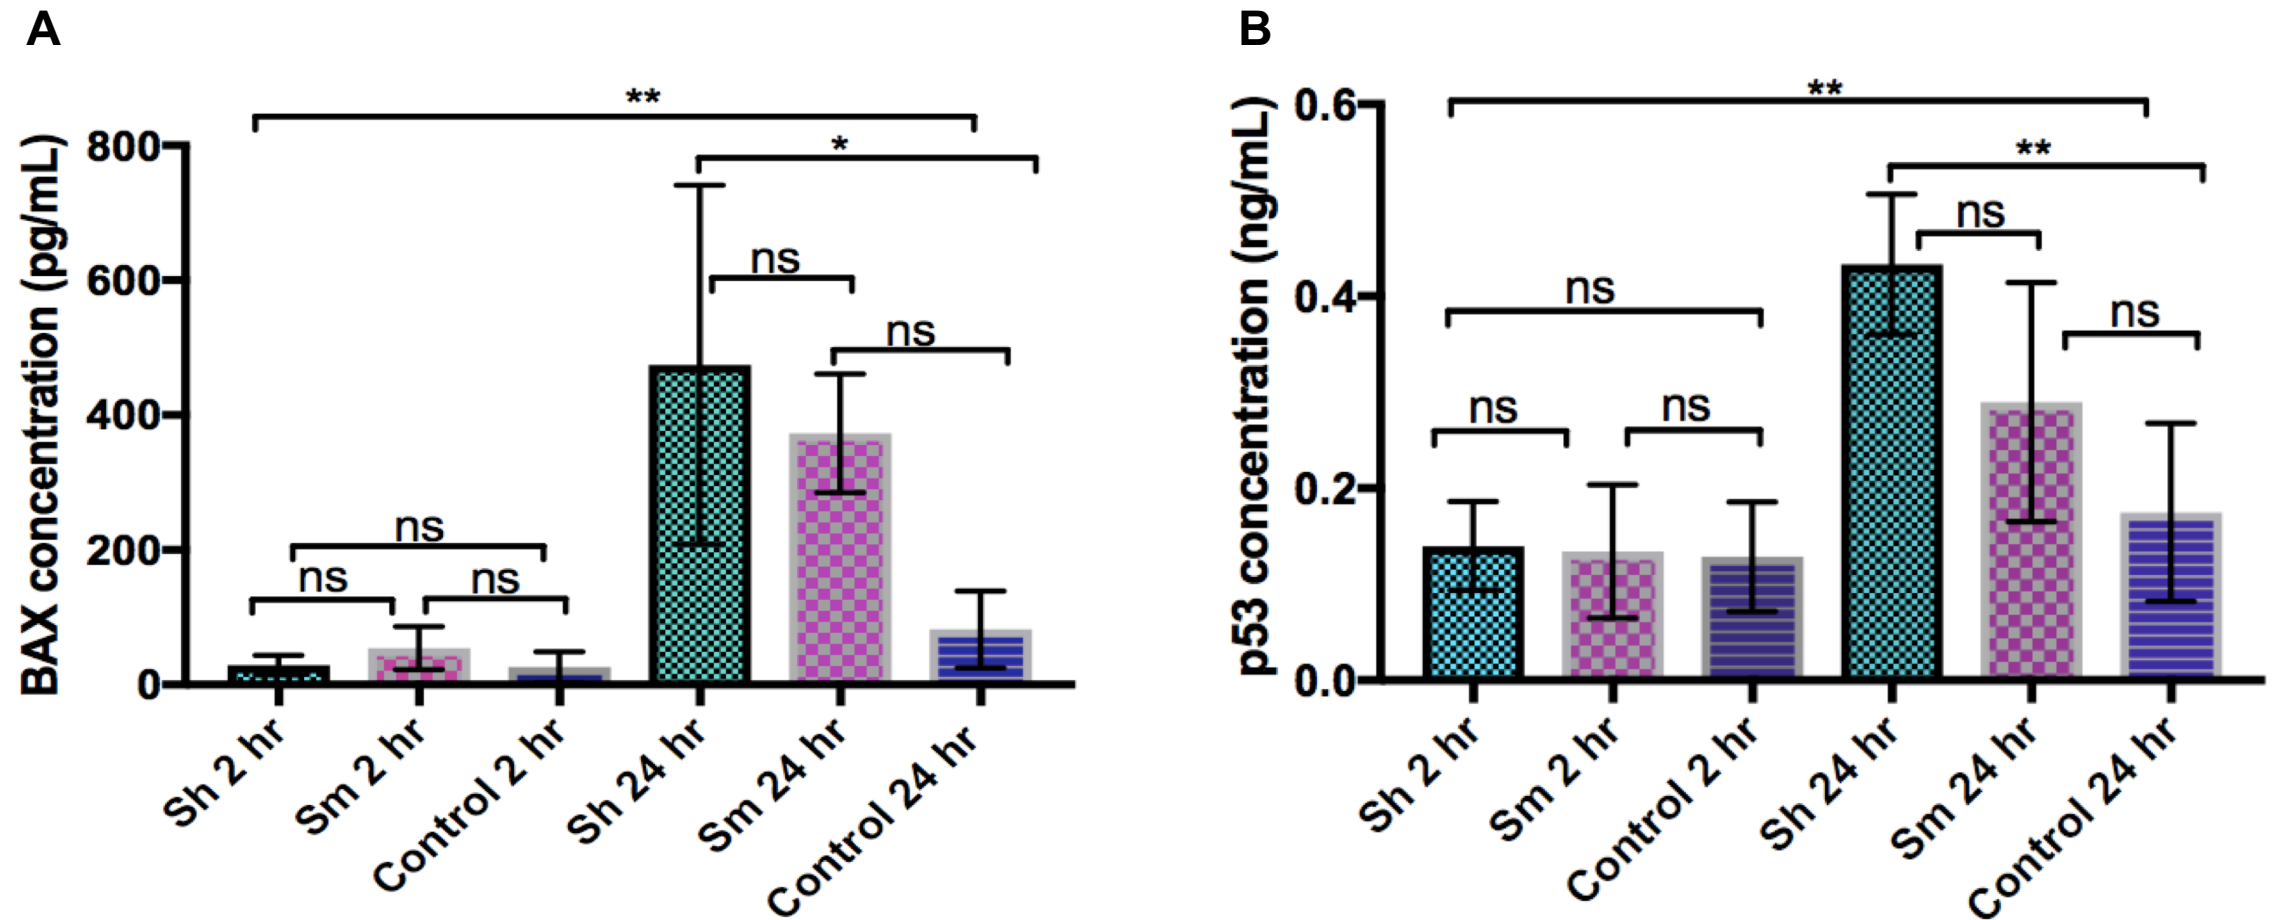 A
BAX concentration (pg/mL)
800
600
400
200
0
**
*
ns
ns
ns
ns
ns
Sh 2 hr
Sm 2 hr
Control 2 hr
Sh 24 hr
Sm 24 hr
Control 24 hr
B
p53 concentration (ng/mL)
0.6
0.4
0.2
0.0
**
**
ns
ns
ns
ns
ns
Sh 2 hr
Sm 2 hr
Control 2 hr
Sh 24 hr
Sm 24 hr
Control 24 hr